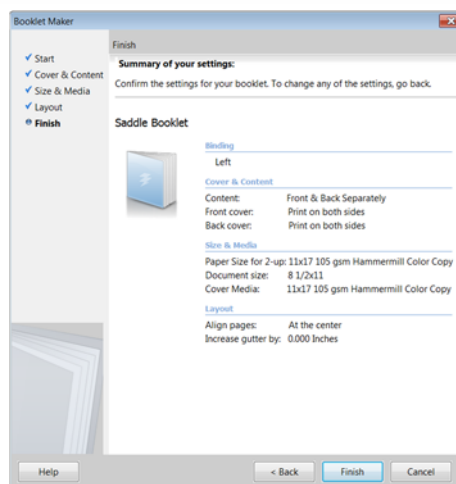 Booklet Maker
Start
Cover & Content
Size & Media
Layout
Finish
Finish
Summary of your settings:
Confirm the settings for your booklet. To change any of the settings, go back.
Saddle Booklet
Binding
Left
Cover & Content
Content: Front & Back Separately
Front cover: Print on both sides
Back cover: Print on both sides
Size & Media
Paper Size for 2-up: 11x17 105 gsm Hammermill Color Copy
Document size: 8 1/2x11
Cover Media: 11x17 105 gsm Hammermill Color Copy
Layout
Align pages: At the center
Increase gutter by: 0.000 Inches
Help
< Back
Finish
Cancel